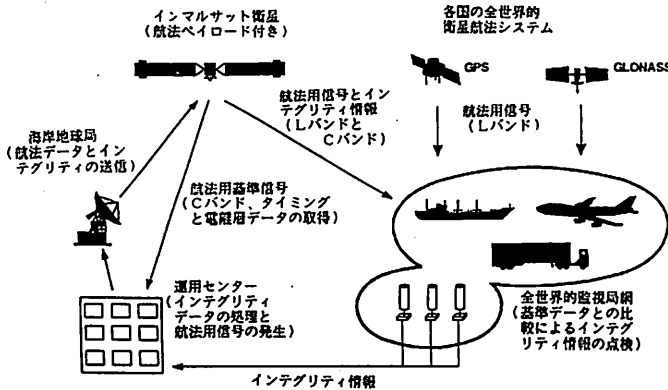 インマルサット衛星
(航法ペイロード付き)
各国の全世界的
衛星航法システム
GPS
GLONASS
航法用信号とイン
テグリティ情報
(Lバンドと
Cバンド)
航法用信号
(Lバンド)
海岸地球局
(航法データとイン
テグリティの送信)
航法用基準信号
(Cバンド、タイミング
と電離層データの取得)
運用センター
(インテグリティ
データの処理と
航法用信号の発生)
全世界的監視局網
(基準データとの比
較によるインテグ
リティ情報の点検)
インテグリティ情報